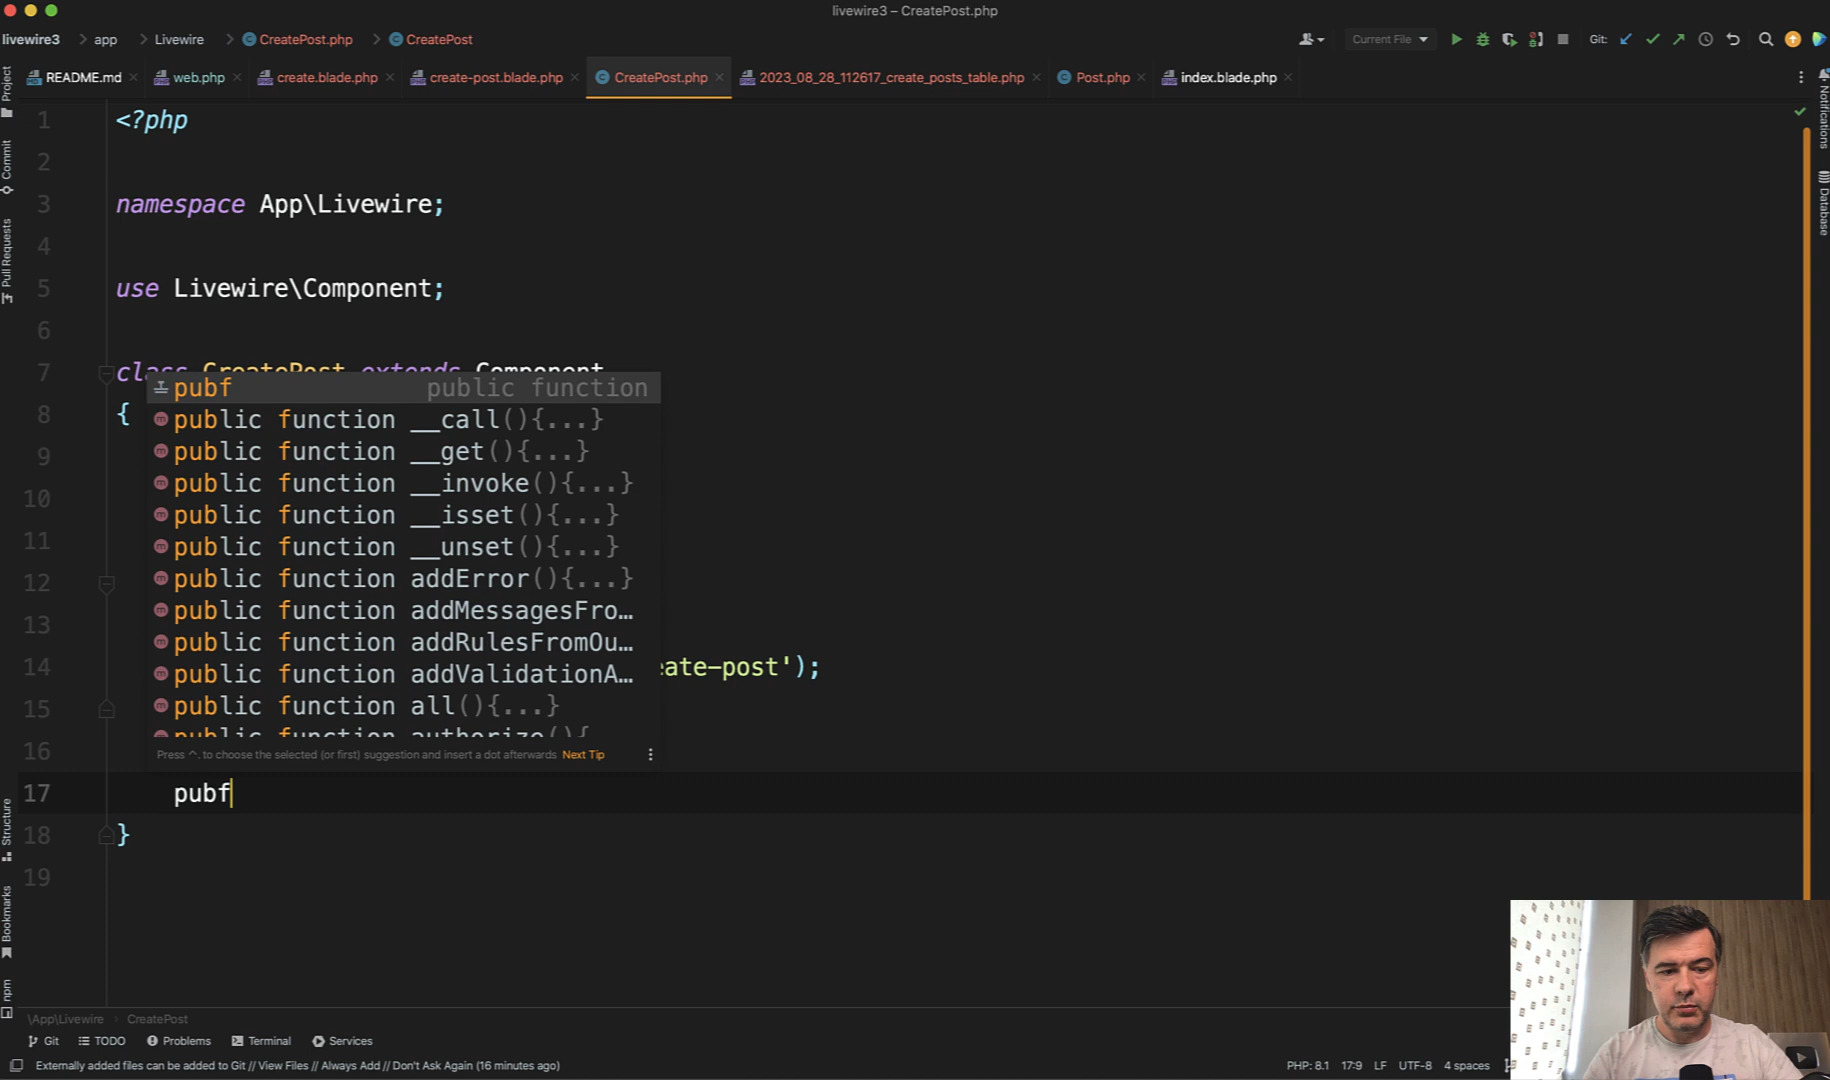 livewire3 – CreatePost.php
livewire3 app Livewire CreatePost.php CreatePost
Current File
Git:
README.md web.php create.blade.php create-post.blade.php CreatePost.php 2023_08_28_112617_create_posts_table.php Post.php index.blade.php
Project
Commit
Pull Requests
Structure
Bookmarks
npm
Notifications
Database
1 <?php
2
3 namespace App\Livewire;
4
5 use Livewire\Component;
6
7 class CreatePost extends Component
pubf public function
8 {
public function __call(){...}
9
public function __get(){...}
10
public function __invoke(){...}
public function __isset(){...}
11
public function __unset(){...}
12
public function addError(){...}
13
public function addMessagesFro...
public function addRulesFromOu...
14 eate-post');
public function addValidationA...
15
public function all(){...}
public function authorize(){
16
Press ^. to choose the selected (or first) suggestion and insert a dot afterwards Next Tip
17 pubf
18 }
19
\App\Livewire CreatePost
Git TODO Problems Terminal Services
Externally added files can be added to Git // View Files // Always Add // Don't Ask Again (16 minutes ago)
PHP: 8.1 17:9 LF UTF-8 4 spaces